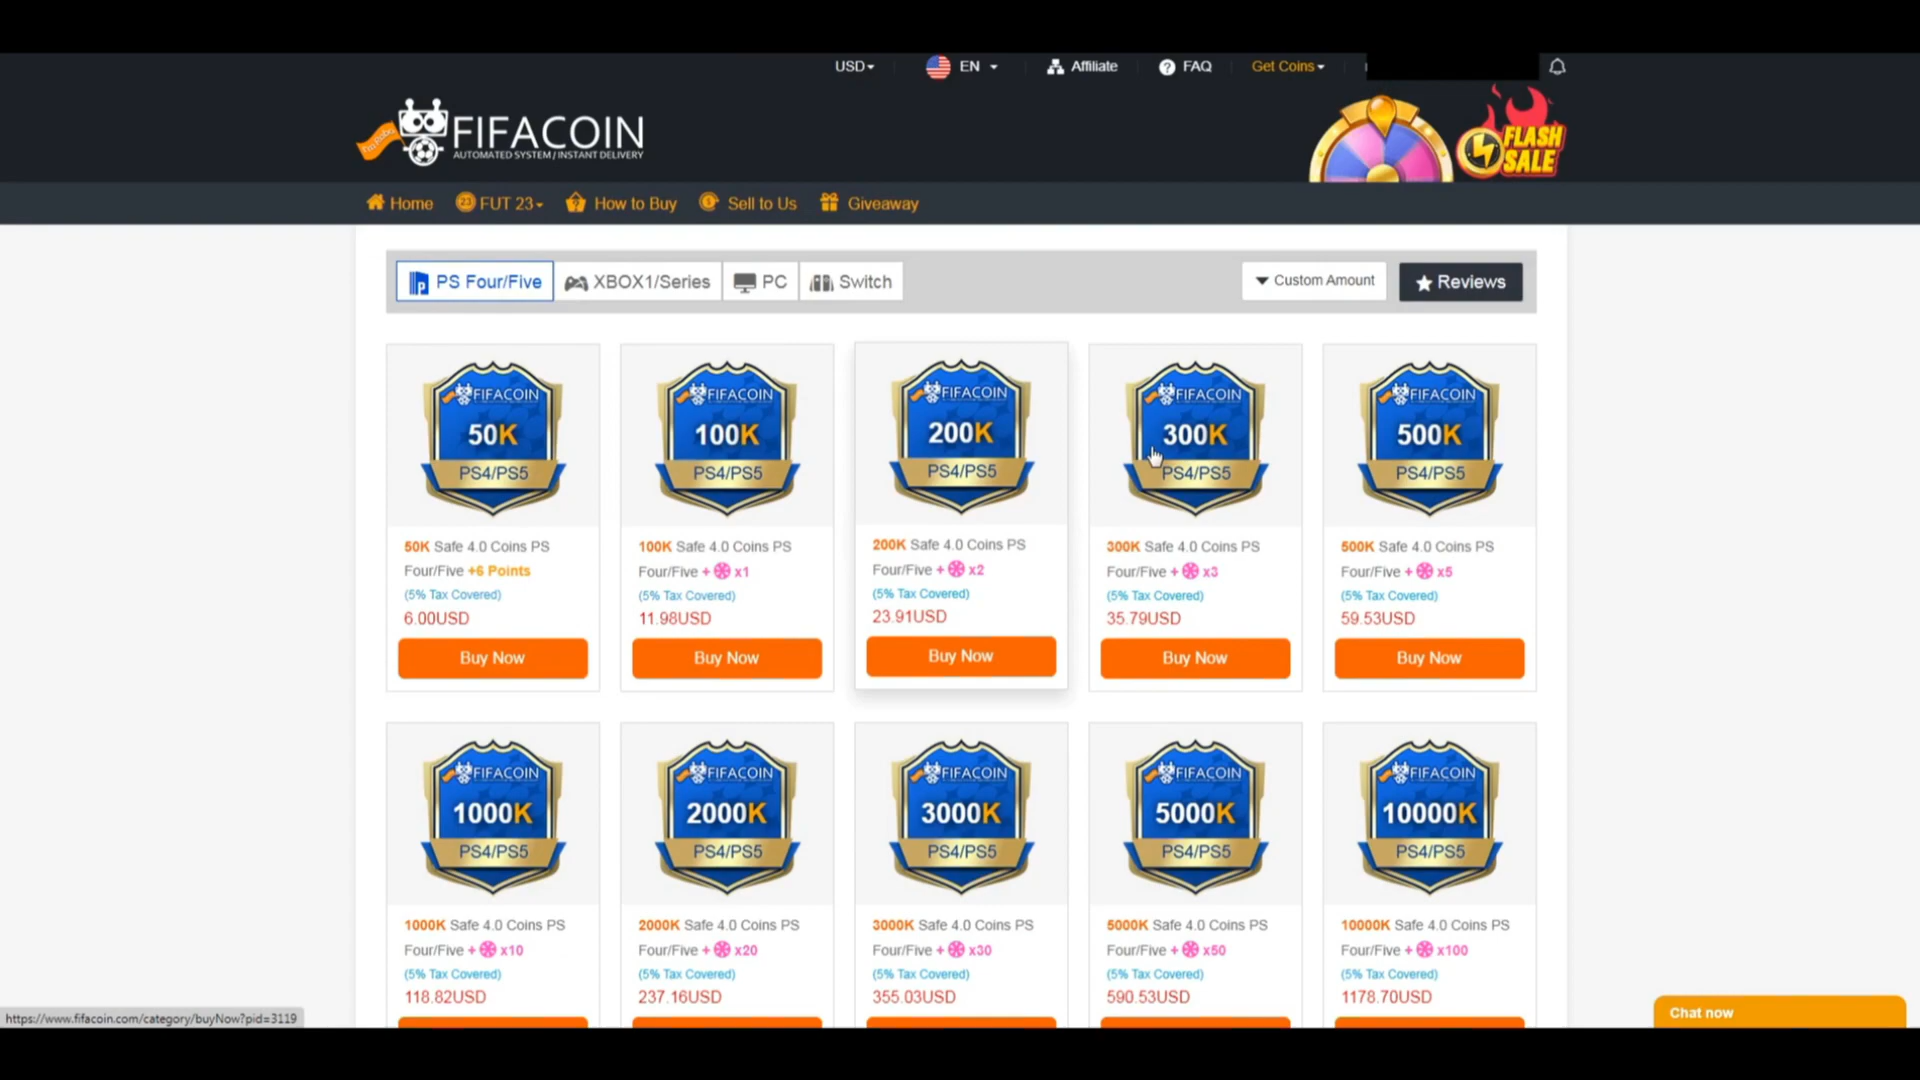 USD
EN
Affiliate
FAQ
Get Coins
FIFACOIN
AUTOMATED SYSTEM / INSTANT DELIVERY
FLASH
SALE
Home
FUT 23
How to Buy
Sell to Us
Giveaway
PS Four/Five
XBOX1/Series
PC
Switch
Custom Amount
Reviews
FIFACOIN
50K
PS4/PS5
50K Safe 4.0 Coins PS
Four/Five +6 Points
(5% Tax Covered)
6.00USD
Buy Now
FIFACOIN
100K
PS4/PS5
100K Safe 4.0 Coins PS
Four/Five + x1
(5% Tax Covered)
11.98USD
Buy Now
FIFACOIN
200K
PS4/PS5
200K Safe 4.0 Coins PS
Four/Five + x2
(5% Tax Covered)
23.91USD
Buy Now
FIFACOIN
300K
PS4/PS5
300K Safe 4.0 Coins PS
Four/Five + x3
(5% Tax Covered)
35.79USD
Buy Now
FIFACOIN
500K
PS4/PS5
500K Safe 4.0 Coins PS
Four/Five + x5
(5% Tax Covered)
59.53USD
Buy Now
FIFACOIN
1000K
PS4/PS5
1000K Safe 4.0 Coins PS
Four/Five + x10
(5% Tax Covered)
118.82USD
FIFACOIN
2000K
PS4/PS5
2000K Safe 4.0 Coins PS
Four/Five + x20
(5% Tax Covered)
237.16USD
FIFACOIN
3000K
PS4/PS5
3000K Safe 4.0 Coins PS
Four/Five + x30
(5% Tax Covered)
355.03USD
FIFACOIN
5000K
PS4/PS5
5000K Safe 4.0 Coins PS
Four/Five + x50
(5% Tax Covered)
590.53USD
FIFACOIN
10000K
PS4/PS5
10000K Safe 4.0 Coins PS
Four/Five + x100
(5% Tax Covered)
1178.70USD
https://www.fifacoin.com/category/buyNow?pid=3119
Chat now